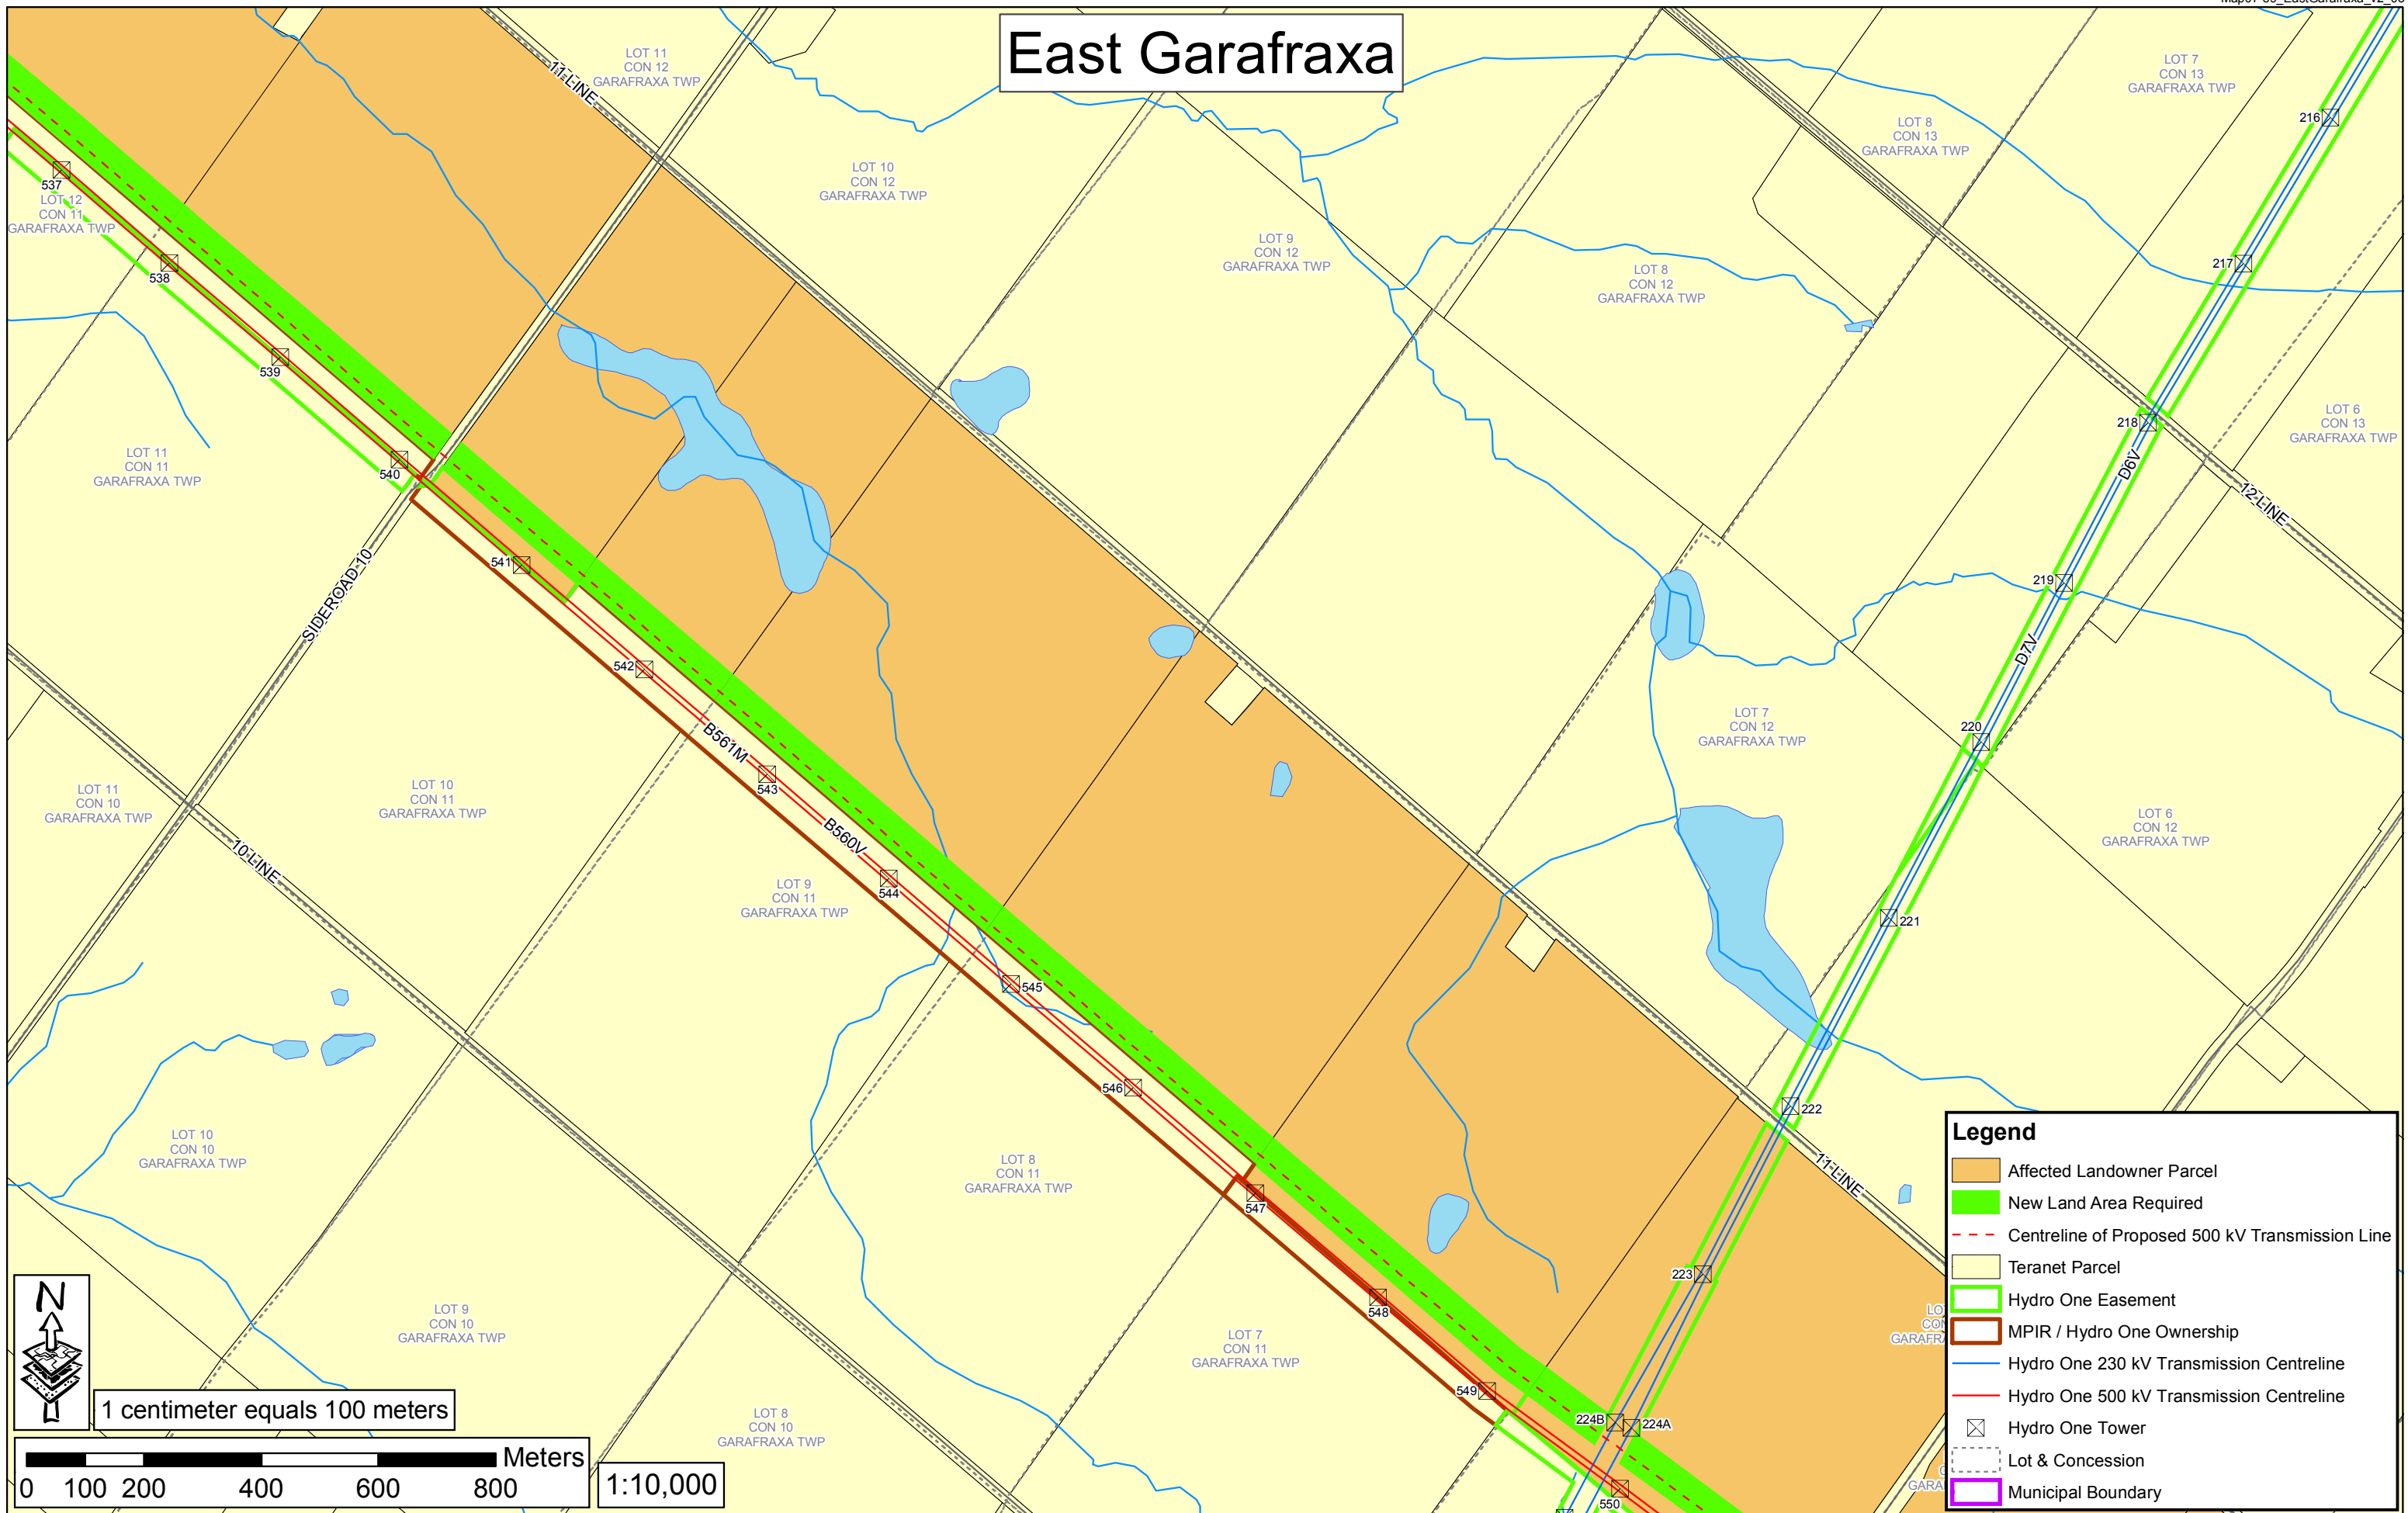 East Garafraxa
LOT 11
CON 12
GARAFRAXA TWP
11 LINE
LOT 7
CON 13
GARAFRAXA TWP
216
LOT 8
CON 13
GARAFRAXA TWP
LOT 10
CON 12
GARAFRAXA TWP
537
LOT 12
CON 11
GARAFRAXA TWP
LOT 9
CON 12
GARAFRAXA TWP
LOT 8
CON 12
GARAFRAXA TWP
217
538
539
218
LOT 6
CON 13
GARAFRAXA TWP
D6V
12 LINE
LOT 11
CON 11
GARAFRAXA TWP
540
541
SIDEROAD 10
219
D7V
542
LOT 7
CON 12
GARAFRAXA TWP
220
B561M
543
LOT 11
CON 10
GARAFRAXA TWP
LOT 10
CON 11
GARAFRAXA TWP
B560V
LOT 6
CON 12
GARAFRAXA TWP
10 LINE
544
LOT 9
CON 11
GARAFRAXA TWP
221
545
546
222
LOT 10
CON 10
GARAFRAXA TWP
LOT 8
CON 11
GARAFRAXA TWP
547
11 LINE
223
548
LOT 9
CON 10
GARAFRAXA TWP
LOT 7
CON 11
GARAFRAXA TWP
549
224B
224A
LOT 8
CON 10
GARAFRAXA TWP
550
N
1 centimeter equals 100 meters
Meters
0 100 200 400 600 800
1:10,000
Legend
Affected Landowner Parcel
New Land Area Required
Centreline of Proposed 500 kV Transmission Line
Teranet Parcel
Hydro One Easement
MPIR / Hydro One Ownership
Hydro One 230 kV Transmission Centreline
Hydro One 500 kV Transmission Centreline
Hydro One Tower
Lot & Concession
Municipal Boundary